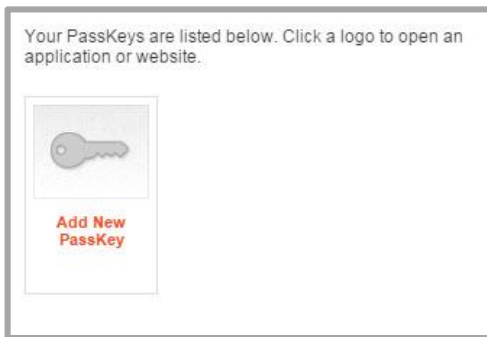 Your PassKeys are listed below. Click a logo to open an
application or website.
Add New
PassKey